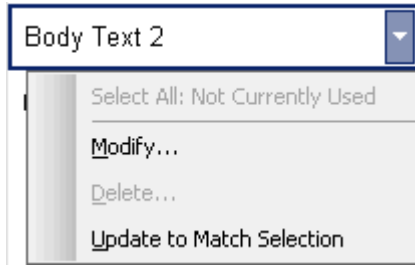 Body Text 2
Select All: Not Currently Used
Modify...
Delete...
Update to Match Selection